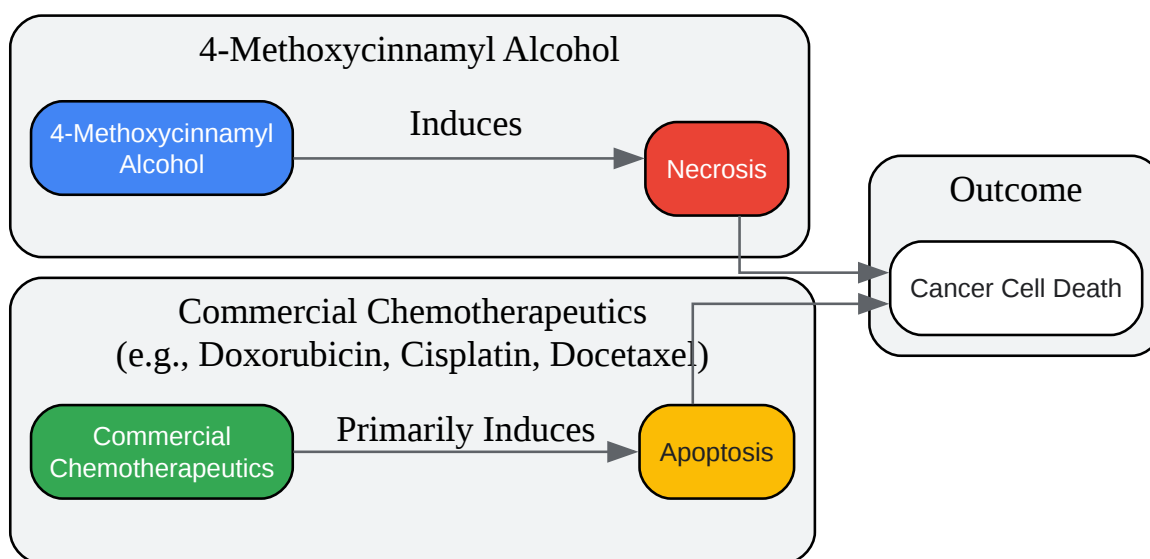 4-Methoxycinnamyl Alcohol
4-Methoxycinnamyl
Alcohol
Induces
Necrosis
Outcome
Cancer Cell Death
Commercial Chemotherapeutics
(e.g., Doxorubicin, Cisplatin, Docetaxel)
Commercial
Chemotherapeutics
Primarily Induces
Apoptosis